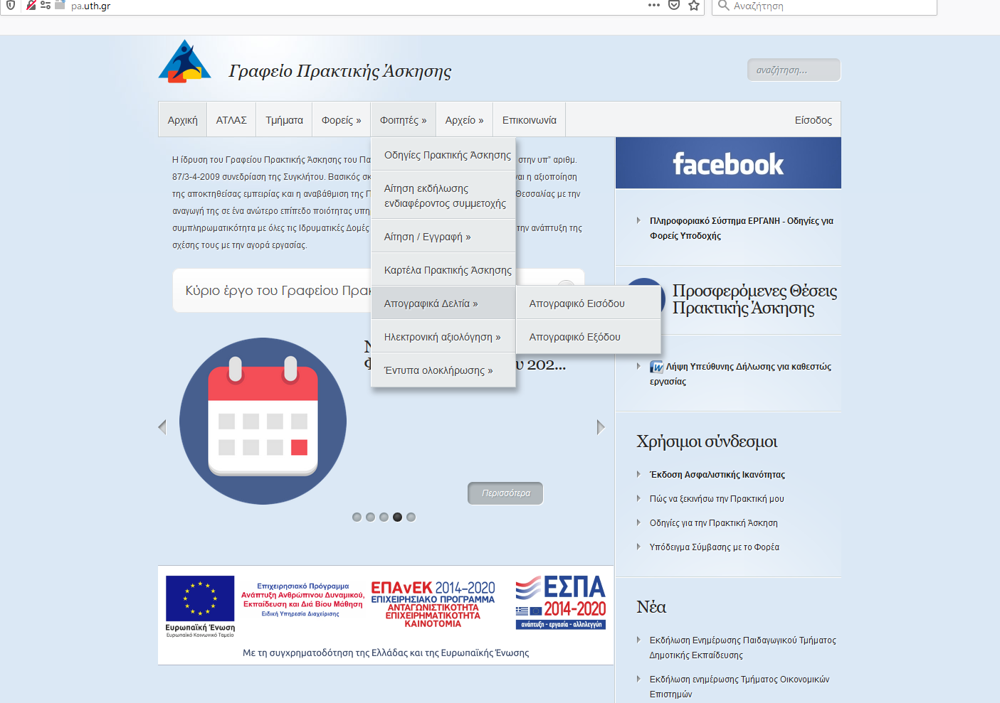 pa.uth.gr
Αναζήτηση
Γραφείο Πρακτικής Άσκησης
αναζήτηση...
Αρχική
ΑΤΛΑΣ
Τμήματα
Φορείς »
Φοιτητές »
Αρχείο »
Επικοινωνία
Είσοδος
Η ίδρυση του Γραφείου Πρακτικής Άσκησης του Πα
στην υπ" αριθμ.
87/3-4-2009 συνεδρίαση της Συγκλήτου. Βασικός σκ
ναι η αξιοποίηση
της αποκτηθείσας εμπειρίας και η αναβάθμιση της Π
Θεσσαλίας με την
αναγωγή της σε ένα ανώτερο επίπεδο ποιότητας υπη
συμπληρωματικότητα με όλες τις Ιδρυματικές Δομές
την ανάπτυξη της
σχέσης τους με την αγορά εργασίας.
Οδηγίες Πρακτικής Άσκησης
Αίτηση εκδήλωσης
ενδιαφέροντος συμμετοχής
Αίτηση / Εγγραφή »
Καρτέλα Πρακτικής Άσκησης
Απογραφικά Δελτία »
Ηλεκτρονική αξιολόγηση »
Έντυπα ολοκλήρωσης »
Απογραφικό Εισόδου
Απογραφικό Εξόδου
Κύριο έργο του Γραφείου Πρακ
Ν
Φ
υ 202...
Περισσότερα
facebook
Πληροφοριακό Σύστημα ΕΡΓΑΝΗ - Οδηγίες για
Φορείς Υποδοχής
Προσφερόμενες Θέσεις
Πρακτικής Άσκησης
Λήψη Υπεύθυνης Δήλωσης για καθεστώς
εργασίας
Χρήσιμοι σύνδεσμοι
Έκδοση Ασφαλιστικής Ικανότητας
Πώς να ξεκινήσω την Πρακτική μου
Οδηγίες για την Πρακτική Άσκηση
Υπόδειγμα Σύμβασης με το Φορέα
Νέα
Εκδήλωση Ενημέρωσης Παιδαγωγικού Τμήματος
Δημοτικής Εκπαίδευσης
Εκδήλωση ενημέρωσης Τμήματος Οικονομικών
Επιστημών
Ευρωπαϊκή Ένωση
Ευρωπαϊκό Κοινωνικό Ταμείο
Επιχειρησιακό Πρόγραμμα
Ανάπτυξη Ανθρώπινου Δυναμικού,
Εκπαίδευση και Διά Βίου Μάθηση
Ειδική Υπηρεσία Διαχείρισης
ΕΠΑνΕΚ 2014–2020
ΕΠΙΧΕΙΡΗΣΙΑΚΟ ΠΡΟΓΡΑΜΜΑ
ΑΝΤΑΓΩΝΙΣΤΙΚΟΤΗΤΑ
ΕΠΙΧΕΙΡΗΜΑΤΙΚΟΤΗΤΑ
ΚΑΙΝΟΤΟΜΙΑ
ΕΣΠΑ
2014-2020
ανάπτυξη - εργασία - αλληλεγγύη
Με τη συγχρηματοδότηση της Ελλάδας και της Ευρωπαϊκής Ένωσης